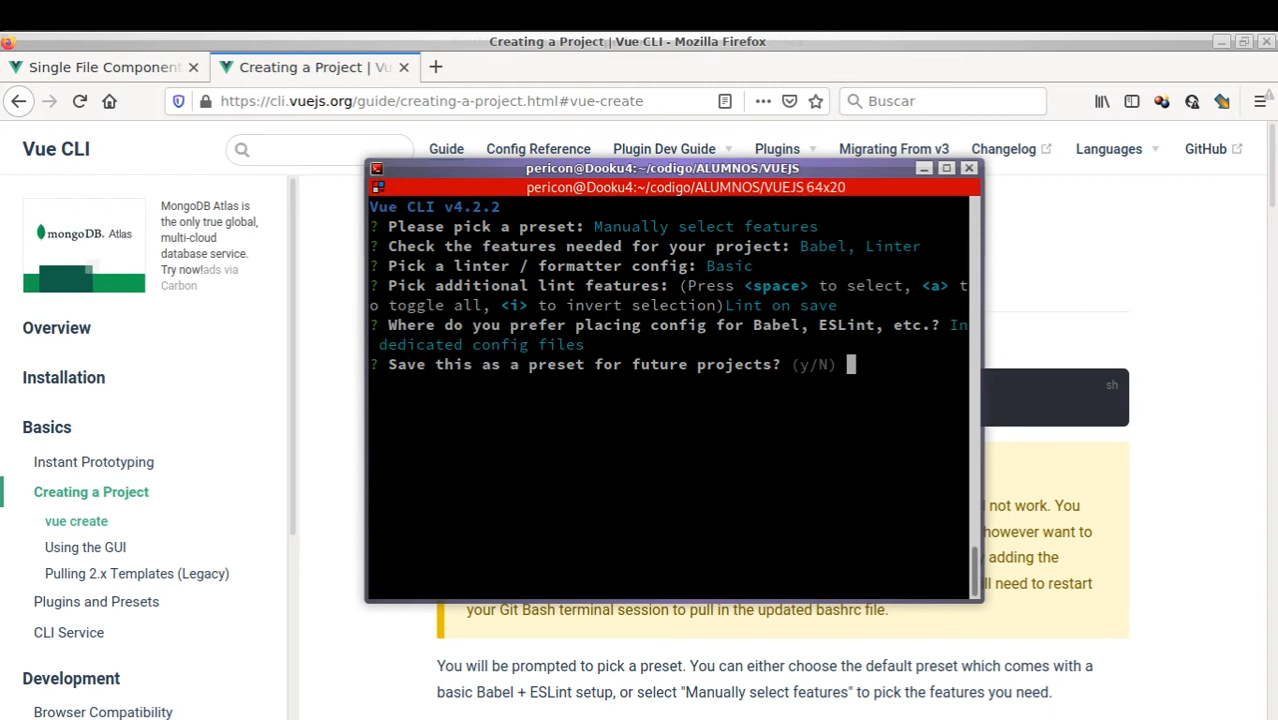 Creating a Project | Vue CLI - Mozilla Firefox
Single File Component
Creating a Project | Vu
https://cli.vuejs.org/guide/creating-a-project.html#vue-create
Buscar
Vue CLI
Guide
Config Reference
Plugin Dev Guide
Plugins
Migrating From v3
Changelog
Languages
GitHub
mongoDB. Atlas
MongoDB Atlas is
the only true global,
multi-cloud
database service.
Try now!ads via
Carbon
Overview
Installation
Basics
Instant Prototyping
Creating a Project
vue create
Using the GUI
Pulling 2.x Templates (Legacy)
Plugins and Presets
CLI Service
Development
Browser Compatibility
pericon@Dooku4:~/codigo/ALUMNOS/VUEJS
pericon@Dooku4:~/codigo/ALUMNOS/VUEJS 64x20
Vue CLI v4.2.2
? Please pick a preset: Manually select features
? Check the features needed for your project: Babel, Linter
? Pick a linter / formatter config: Basic
? Pick additional lint features: (Press <space> to select, <a> t
o toggle all, <i> to invert selection)Lint on save
? Where do you prefer placing config for Babel, ESLint, etc.? In
dedicated config files
? Save this as a preset for future projects? (y/N)
sh
not work. You
however want to
adding the
ll need to restart
your Git Bash terminal session to pull in the updated bashrc file.
You will be prompted to pick a preset. You can either choose the default preset which comes with a
basic Babel + ESLint setup, or select "Manually select features" to pick the features you need.